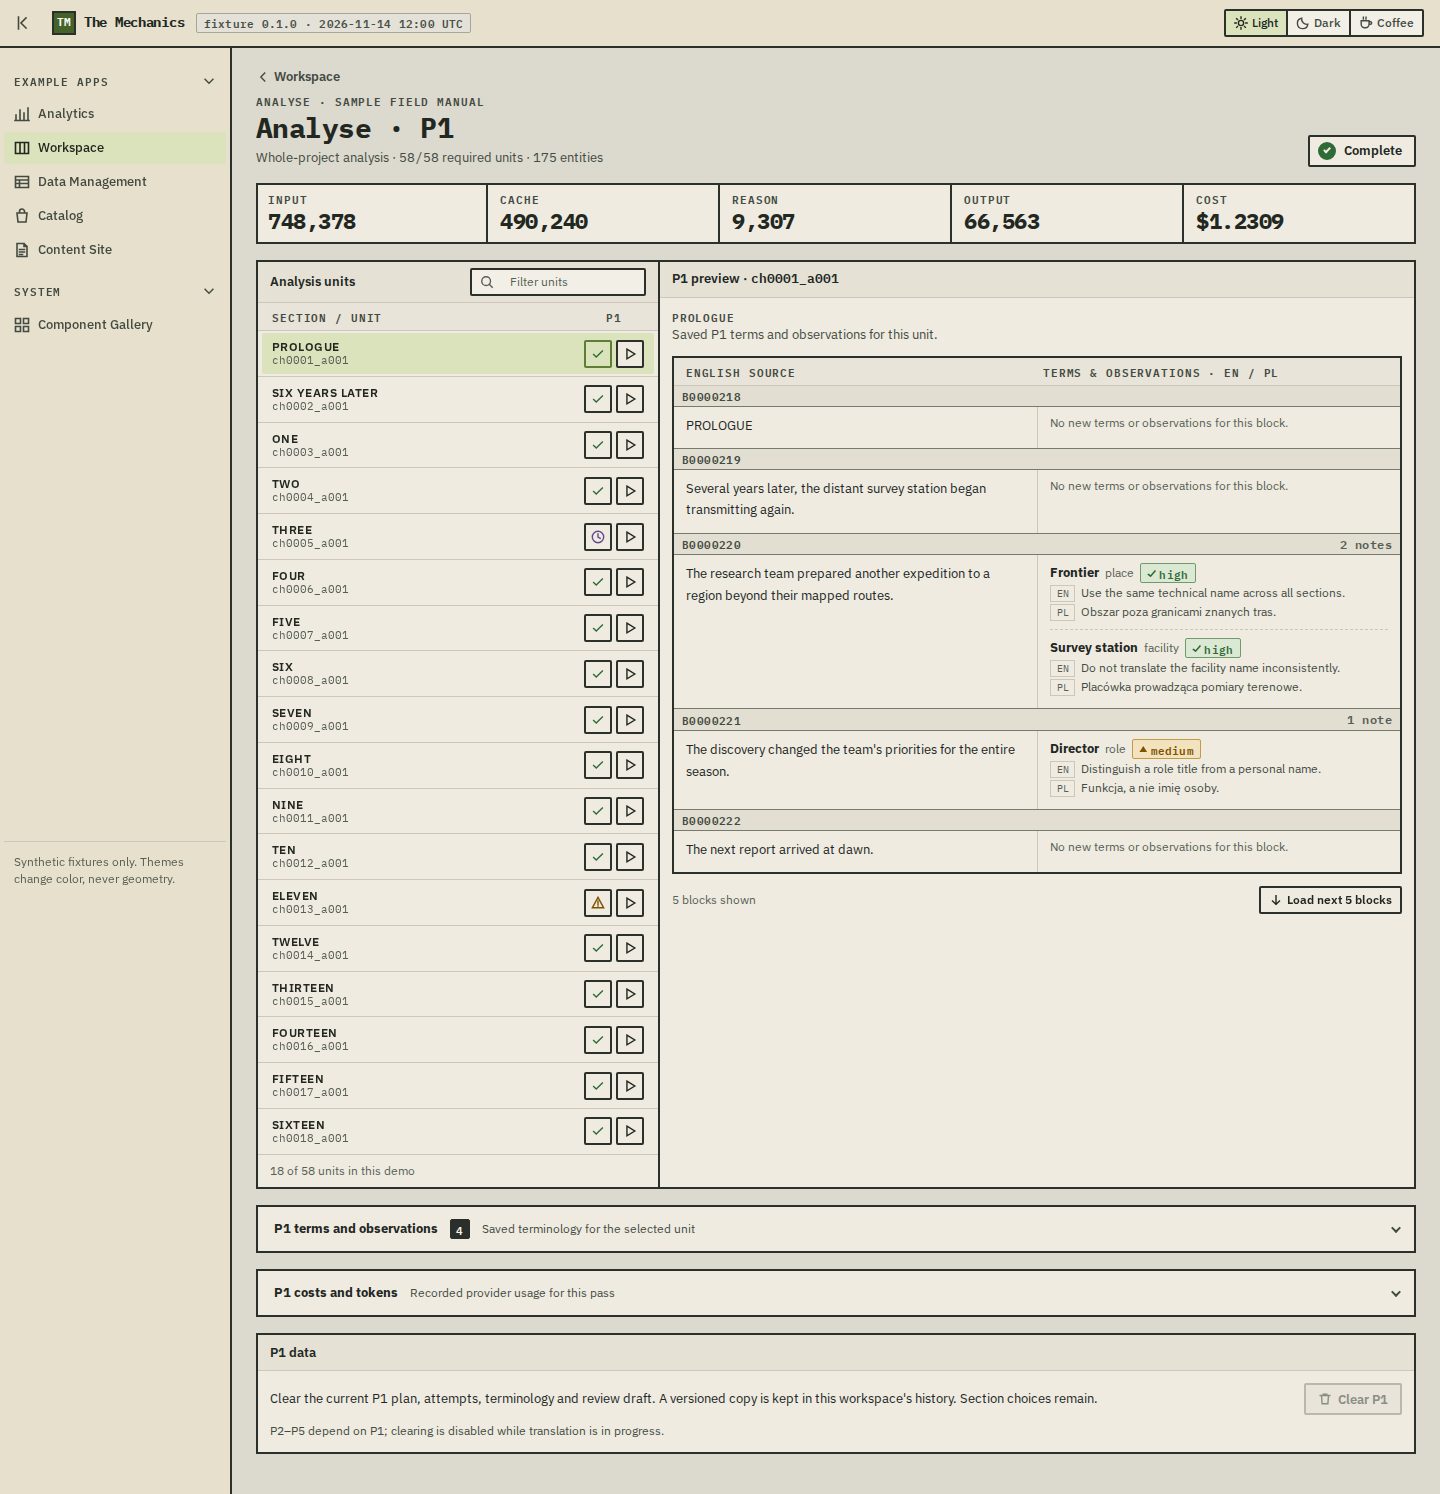 TM The Mechanics fixture 0.1.0 · 2026-11-14 12:00 UTC Light Dark Coffee
EXAMPLE APPS
Analytics
Workspace
Data Management
Catalog
Content Site
SYSTEM
Component Gallery
Synthetic fixtures only. Themes
change color, never geometry.
Workspace
ANALYSE · SAMPLE FIELD MANUAL
Analyse · P1
Whole-project analysis · 58/58 required units · 175 entities
Complete
INPUT
748,378
CACHE
490,240
REASON
9,307
OUTPUT
66,563
COST
$1.2309
Analysis units Filter units
SECTION / UNIT P1
PROLOGUE
ch0001_a001
SIX YEARS LATER
ch0002_a001
ONE
ch0003_a001
TWO
ch0004_a001
THREE
ch0005_a001
FOUR
ch0006_a001
FIVE
ch0007_a001
SIX
ch0008_a001
SEVEN
ch0009_a001
EIGHT
ch0010_a001
NINE
ch0011_a001
TEN
ch0012_a001
ELEVEN
ch0013_a001
TWELVE
ch0014_a001
THIRTEEN
ch0015_a001
FOURTEEN
ch0016_a001
FIFTEEN
ch0017_a001
SIXTEEN
ch0018_a001
18 of 58 units in this demo
P1 preview · ch0001_a001
PROLOGUE
Saved P1 terms and observations for this unit.
ENGLISH SOURCE TERMS & OBSERVATIONS · EN / PL
B0000218
PROLOGUE
No new terms or observations for this block.
B0000219
Several years later, the distant survey station began
transmitting again.
No new terms or observations for this block.
B0000220 2 notes
The research team prepared another expedition to a
region beyond their mapped routes.
Frontier place high
EN Use the same technical name across all sections.
PL Obszar poza granicami znanych tras.
Survey station facility high
EN Do not translate the facility name inconsistently.
PL Placówka prowadząca pomiary terenowe.
B0000221 1 note
The discovery changed the team's priorities for the entire
season.
Director role medium
EN Distinguish a role title from a personal name.
PL Funkcja, a nie imię osoby.
B0000222
The next report arrived at dawn.
No new terms or observations for this block.
5 blocks shown Load next 5 blocks
P1 terms and observations 4 Saved terminology for the selected unit
P1 costs and tokens Recorded provider usage for this pass
P1 data
Clear the current P1 plan, attempts, terminology and review draft. A versioned copy is kept in this workspace's history. Section choices remain.
Clear P1
P2–P5 depend on P1; clearing is disabled while translation is in progress.